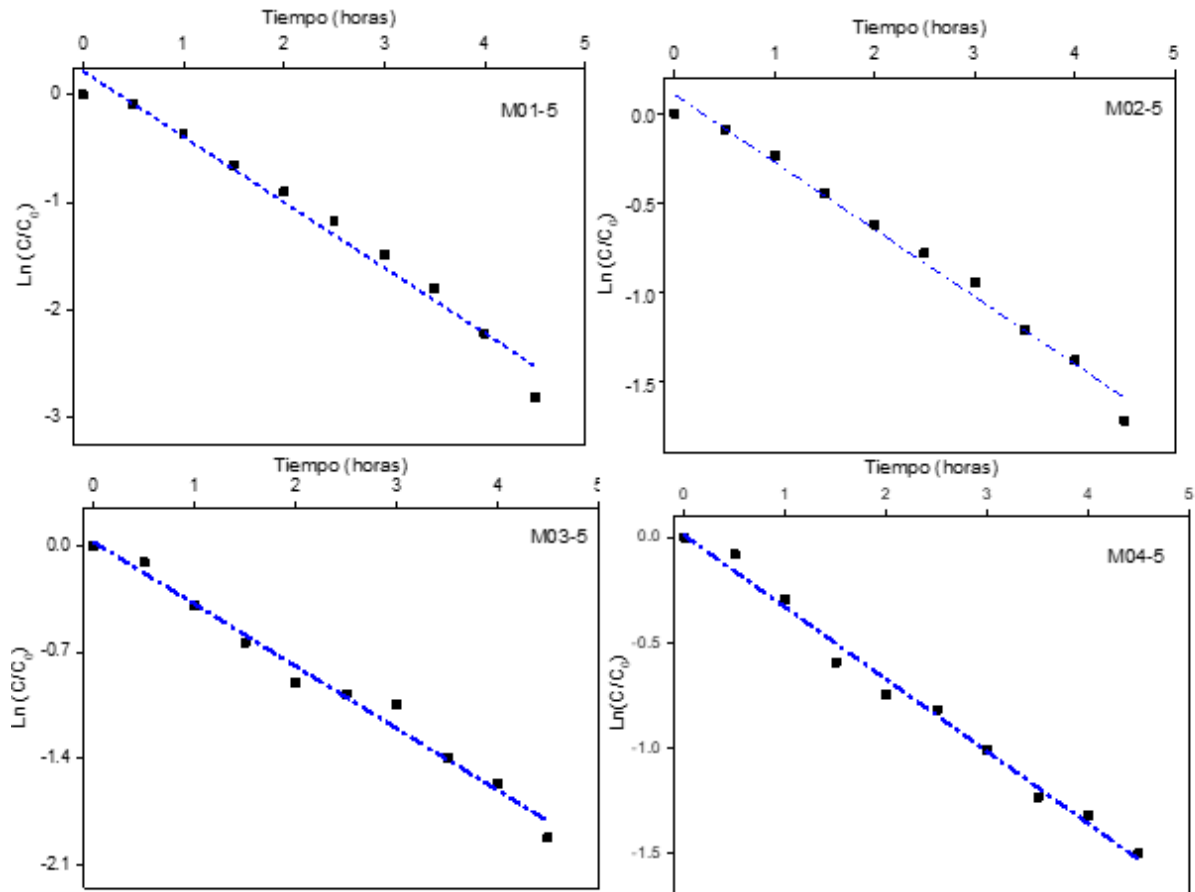 Tiempo (horas)
0 1 2 3 4 5
0
-1
-2
-3
Ln (C/C₀)
M01-5
Tiempo (horas)
0 1 2 3 4 5
0.0
-0.5
-1.0
-1.5
Ln (C/C₀)
M02-5
Tiempo (horas)
0 1 2 3 4 5
0.0
-0.7
-1.4
-2.1
Ln (C/C₀)
M03-5
Tiempo (horas)
0 1 2 3 4 5
0.0
-0.5
-1.0
-1.5
Ln(C/C₀)
M04-5